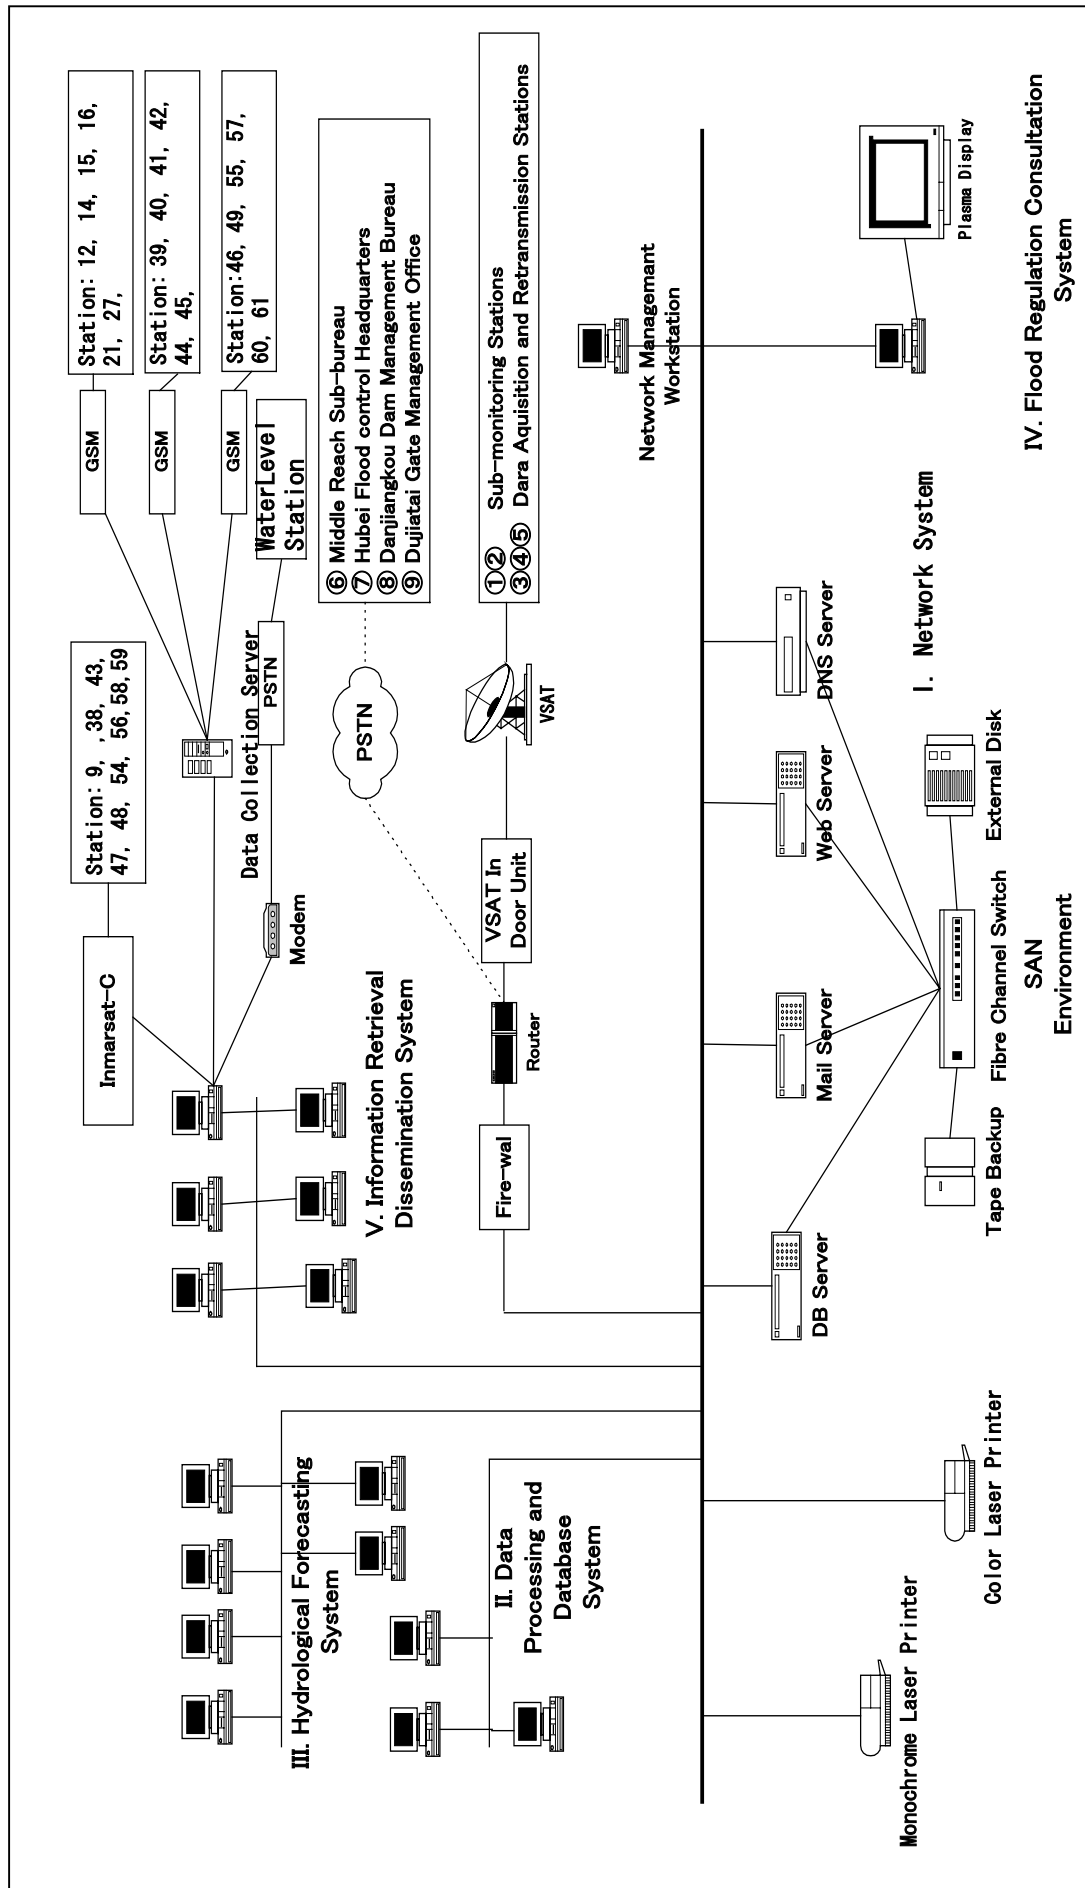 Station: 12, 14, 15, 16,
21, 27,
Station: 39, 40, 41, 42,
44, 45,
Station:46, 49, 55, 57,
60, 61
GSM
GSM
GSM
WaterLevel
Station
PSTN
Station: 9, ,38, 43,
47, 48, 54, 56,58,59
Inmarsat-C
Data Collection Server
Modem
V. Information Retrieval
Dissemination System
⑥ Middle Reach Sub-bureau
⑦ Hubei Flood control Headquarters
⑧ Danjiangkou Dam Management Bureau
⑨ Dujiatai Gate Management Office
PSTN
①② Sub-monitoring Stations
③④⑤ Dara Aquisition and Retransmission Stations
VSAT
VSAT In
Door Unit
Router
Fire-wal
III. Hydrological Forecasting
System
II. Data
Processing and
Database
System
Network Managemant
Workstation
Plasma Display
IV. Flood Regulation Consultation
System
I. Network System
DNS Server
Web Server
Mail Server
DB Server
External Disk
Fibre Channel Switch
Tape Backup
SAN
Environment
Color Laser Printer
Monochrome Laser Printer